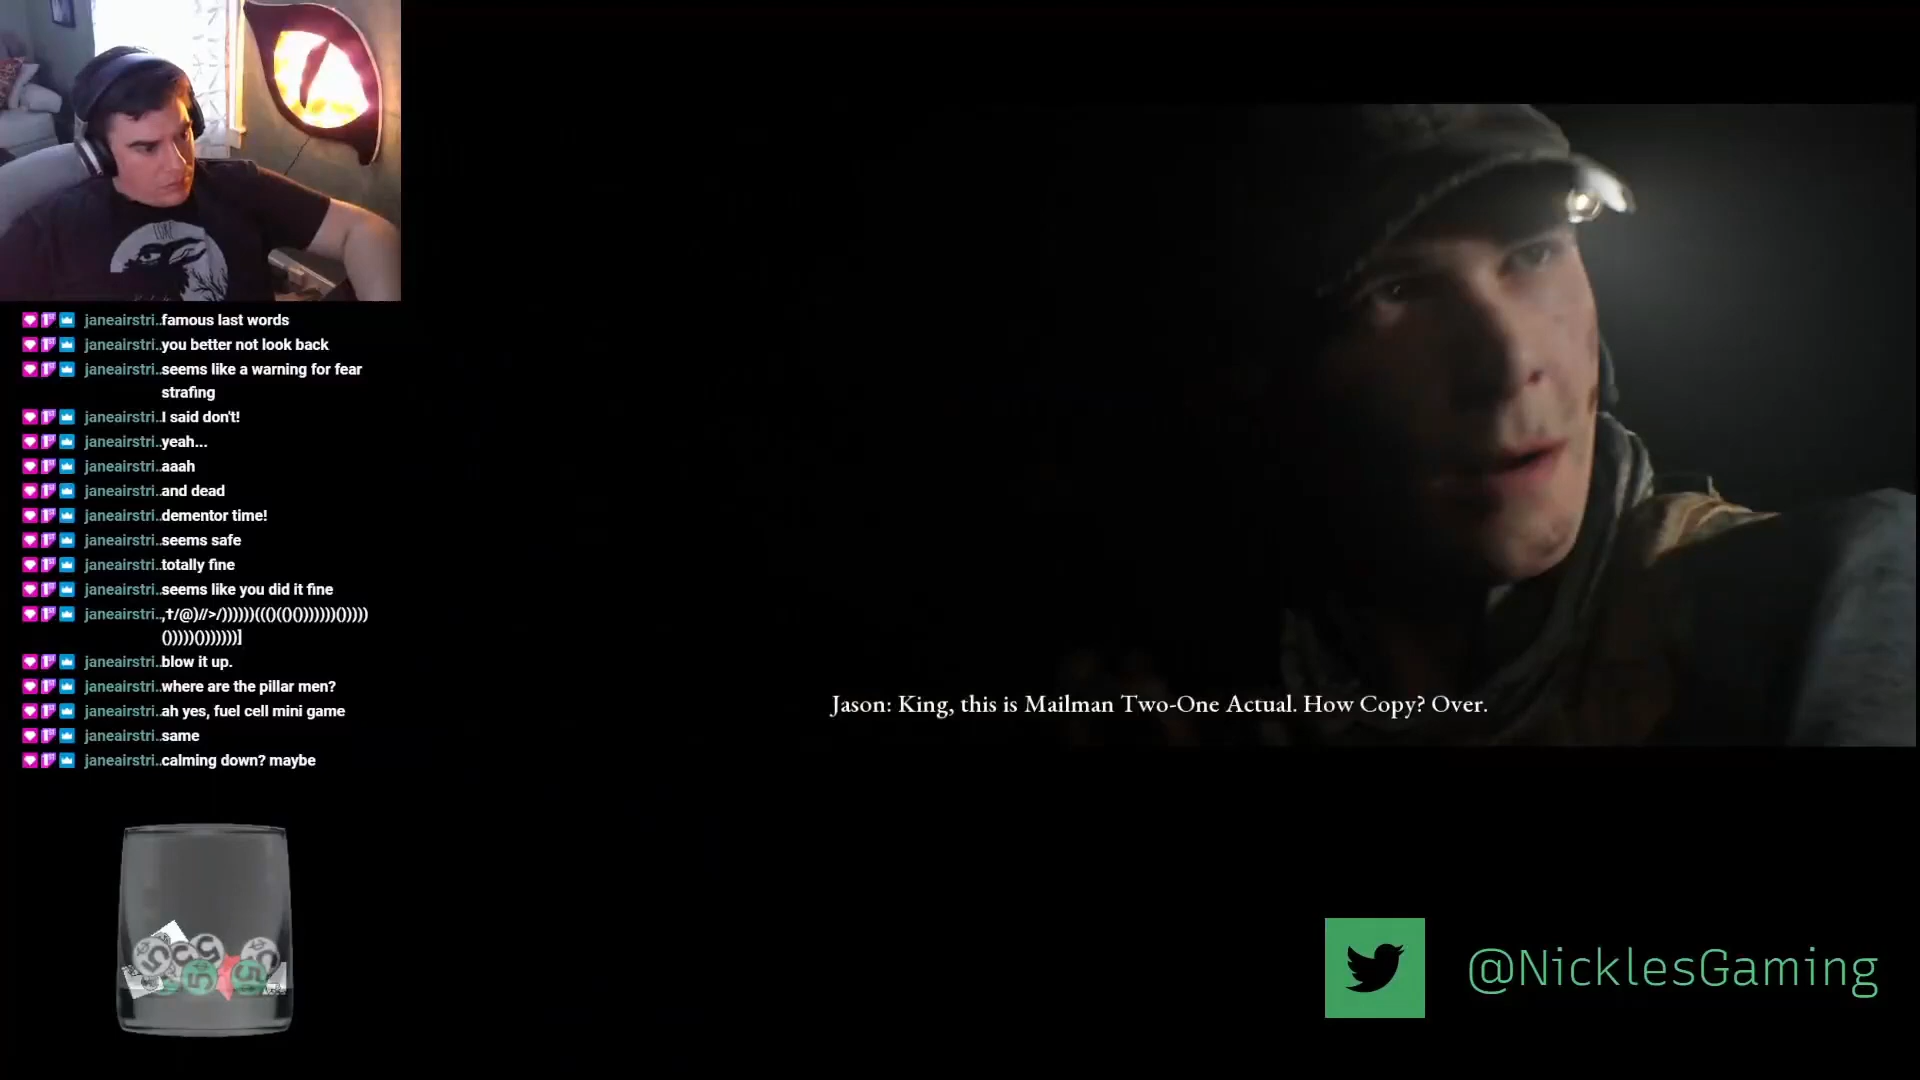 janeairstri..famous last words
janeairstri..you better not look back
janeairstri..seems like a warning for fear
strafing
janeairstri..I said don't!
janeairstri..yeah...
janeairstri..aaah
janeairstri..and dead
janeairstri..dementor time!
janeairstri..seems safe
janeairstri..totally fine
janeairstri..seems like you did it fine
janeairstri..,†/@)//>/))))))((()(()()))))))()))))
()))))()))))))]
janeairstri..blow it up.
janeairstri..where are the pillar men?
janeairstri..ah yes, fuel cell mini game
janeairstri..same
janeairstri..calming down? maybe
Jason: King, this is Mailman Two-One Actual. How Copy? Over.
@NicklesGaming